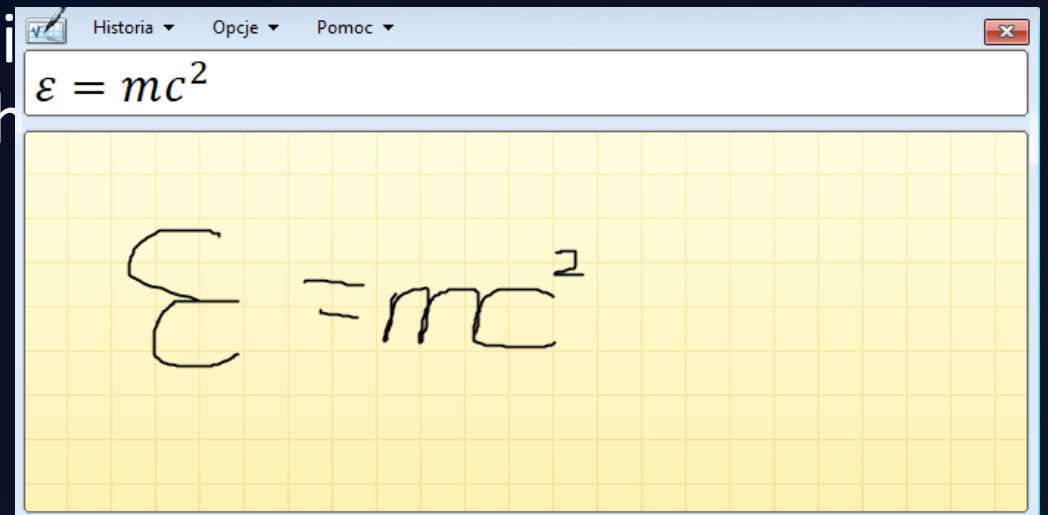 Historia Opcje Pomoc
ε = mc²
ε = mc²